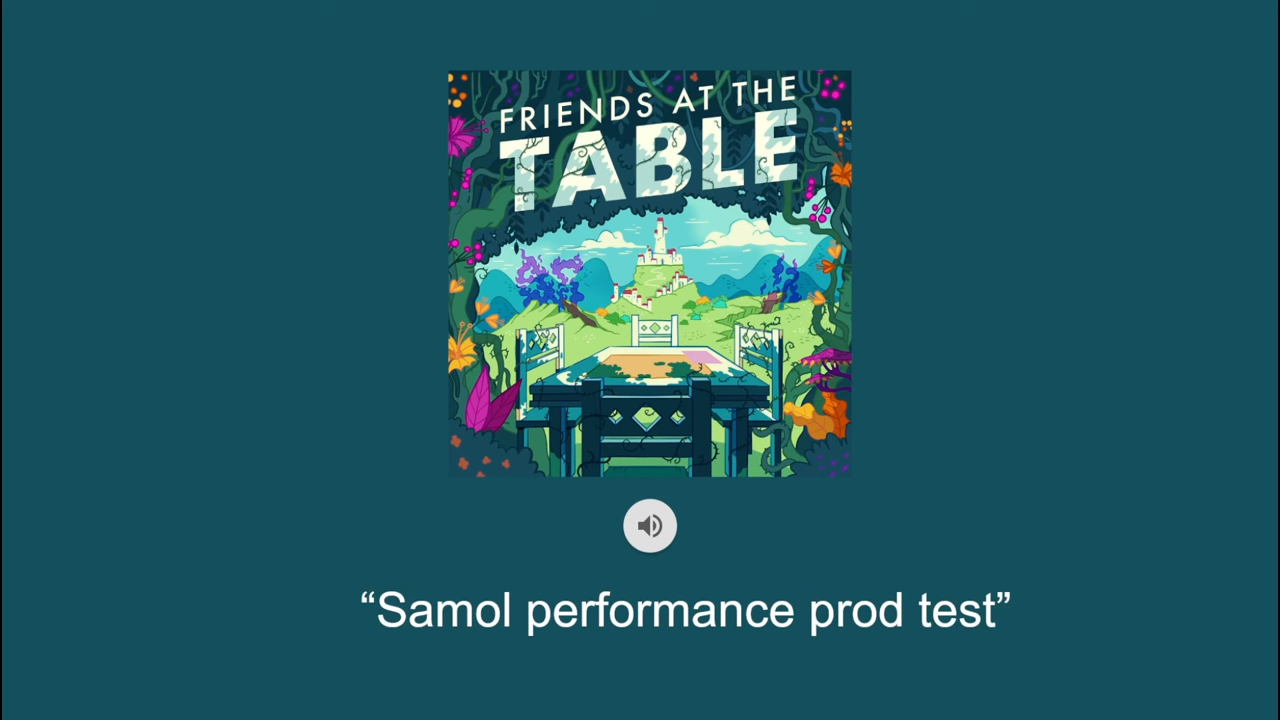 FRIENDS AT THE
TABLE
“Samol performance prod test”